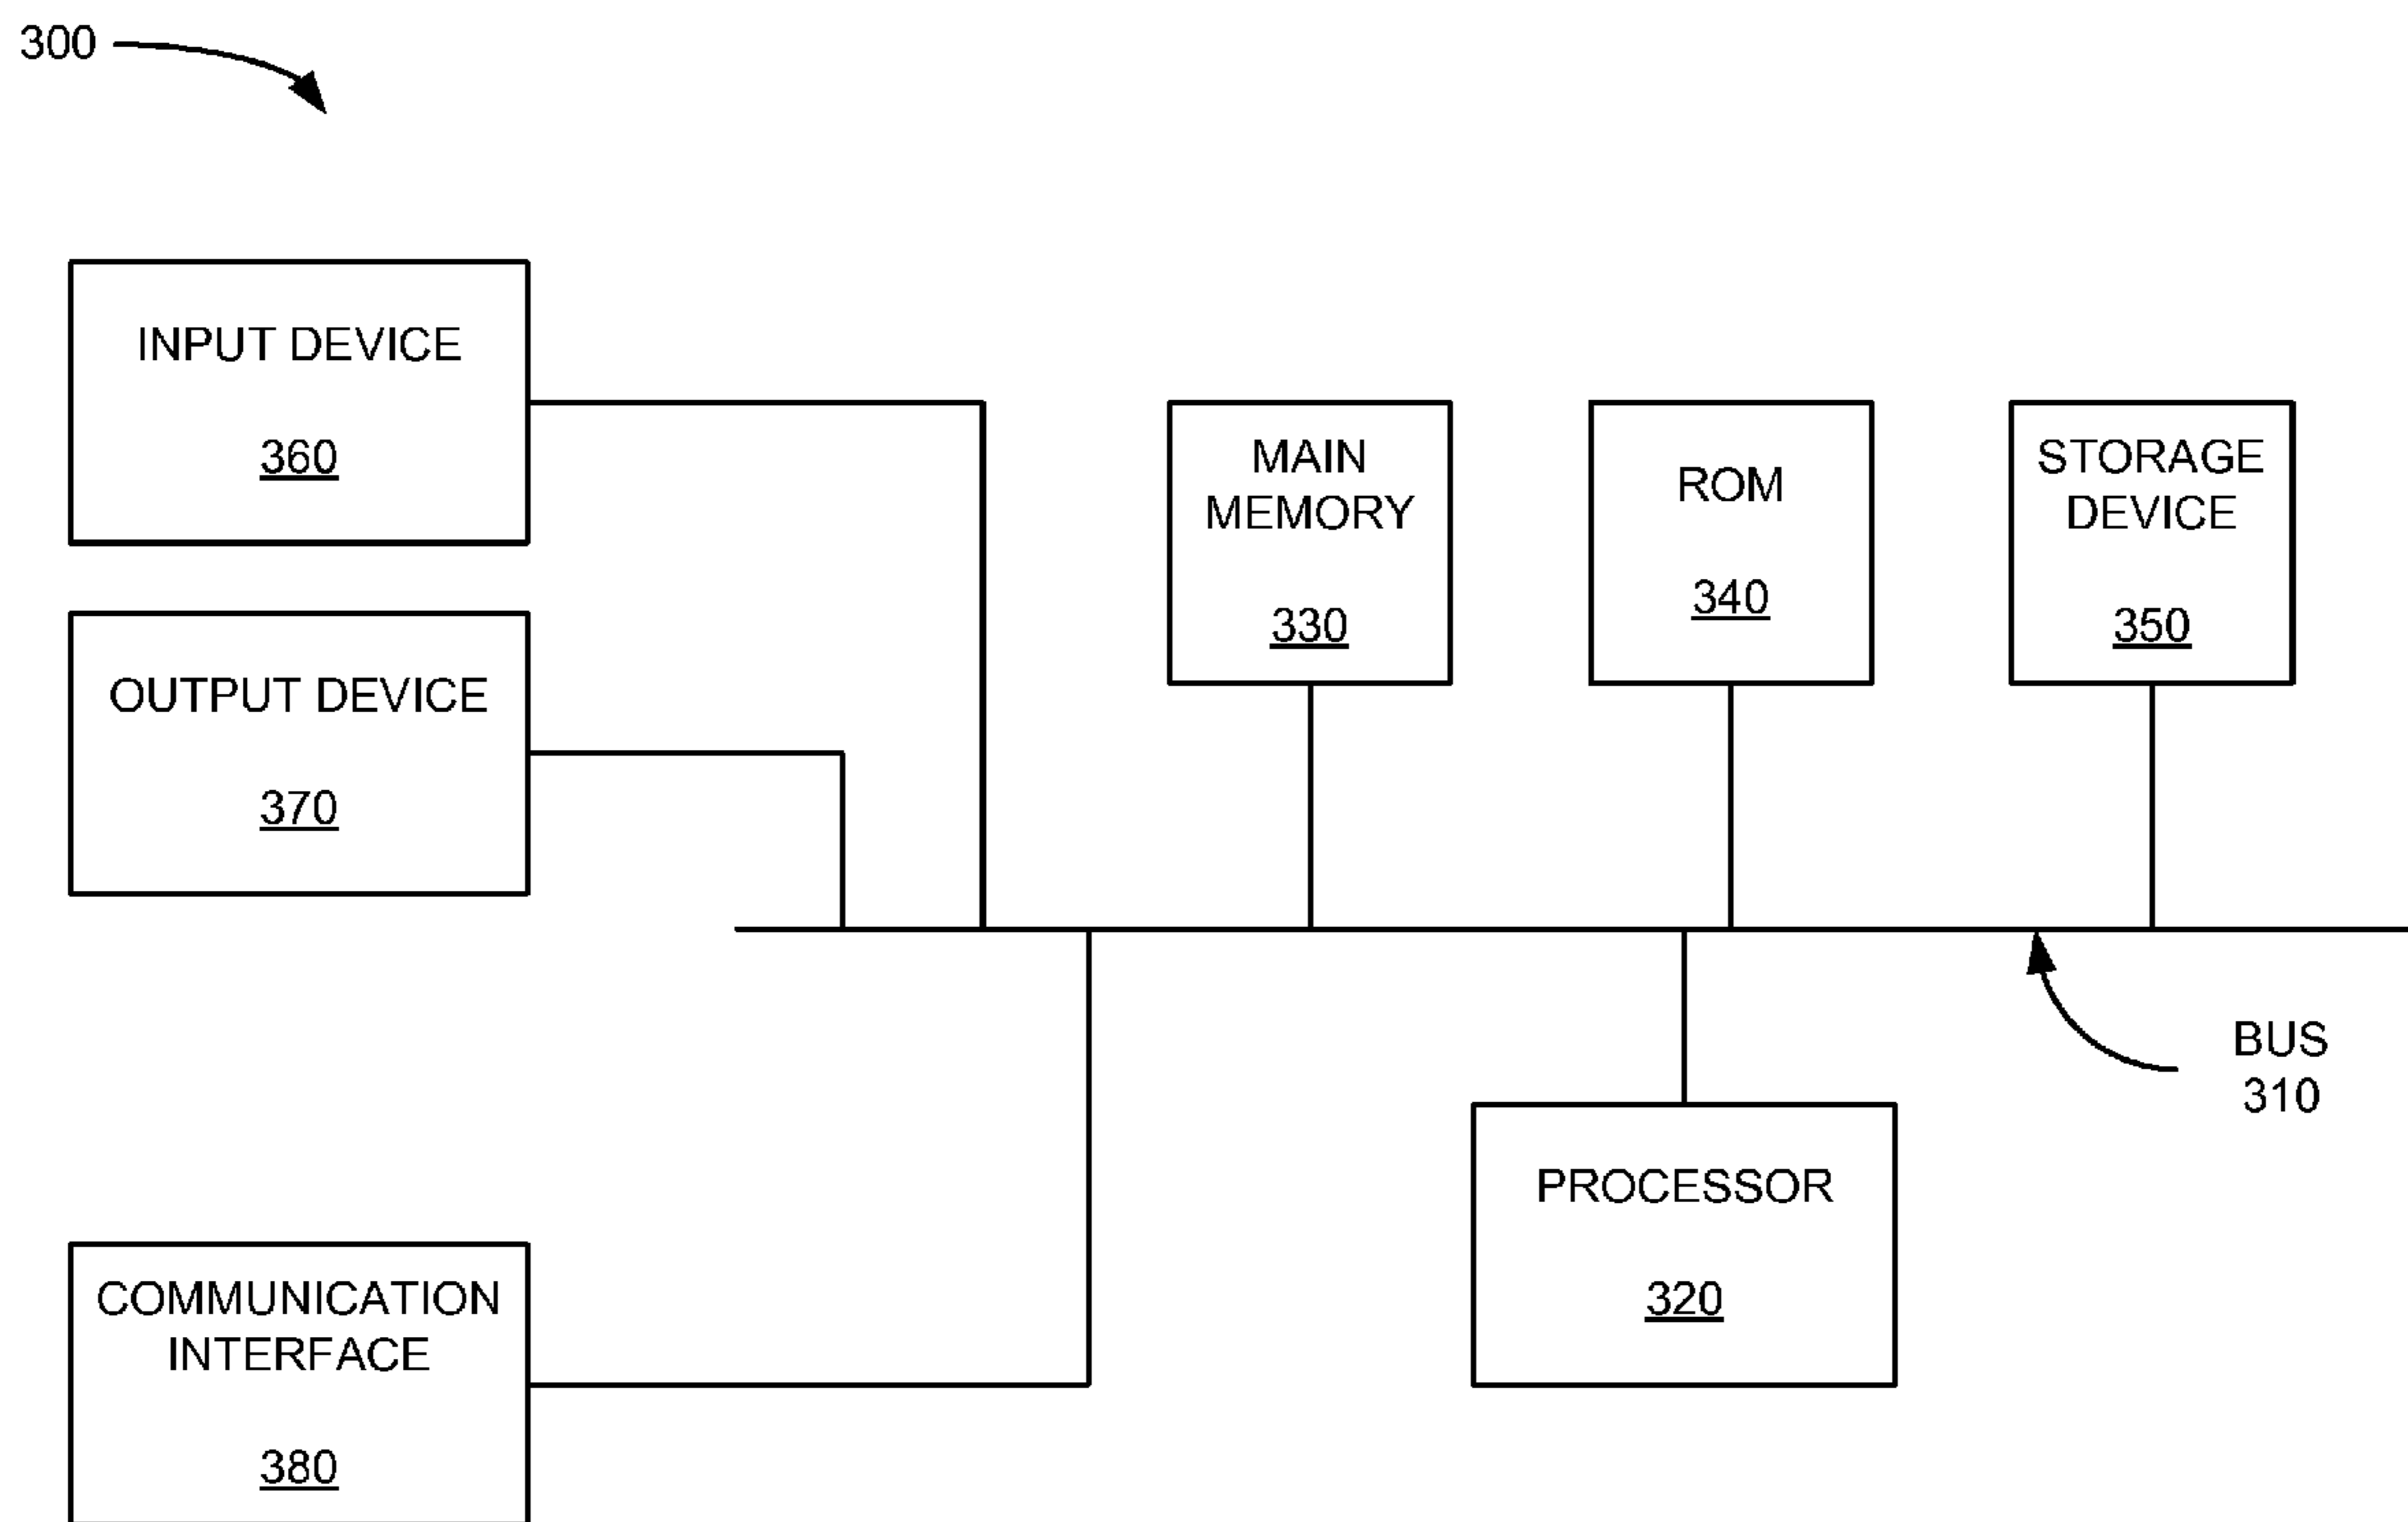 300
INPUT DEVICE
360
OUTPUT DEVICE
370
MAIN
MEMORY
330
ROM
340
STORAGE
DEVICE
350
BUS
310
PROCESSOR
320
COMMUNICATION
INTERFACE
380